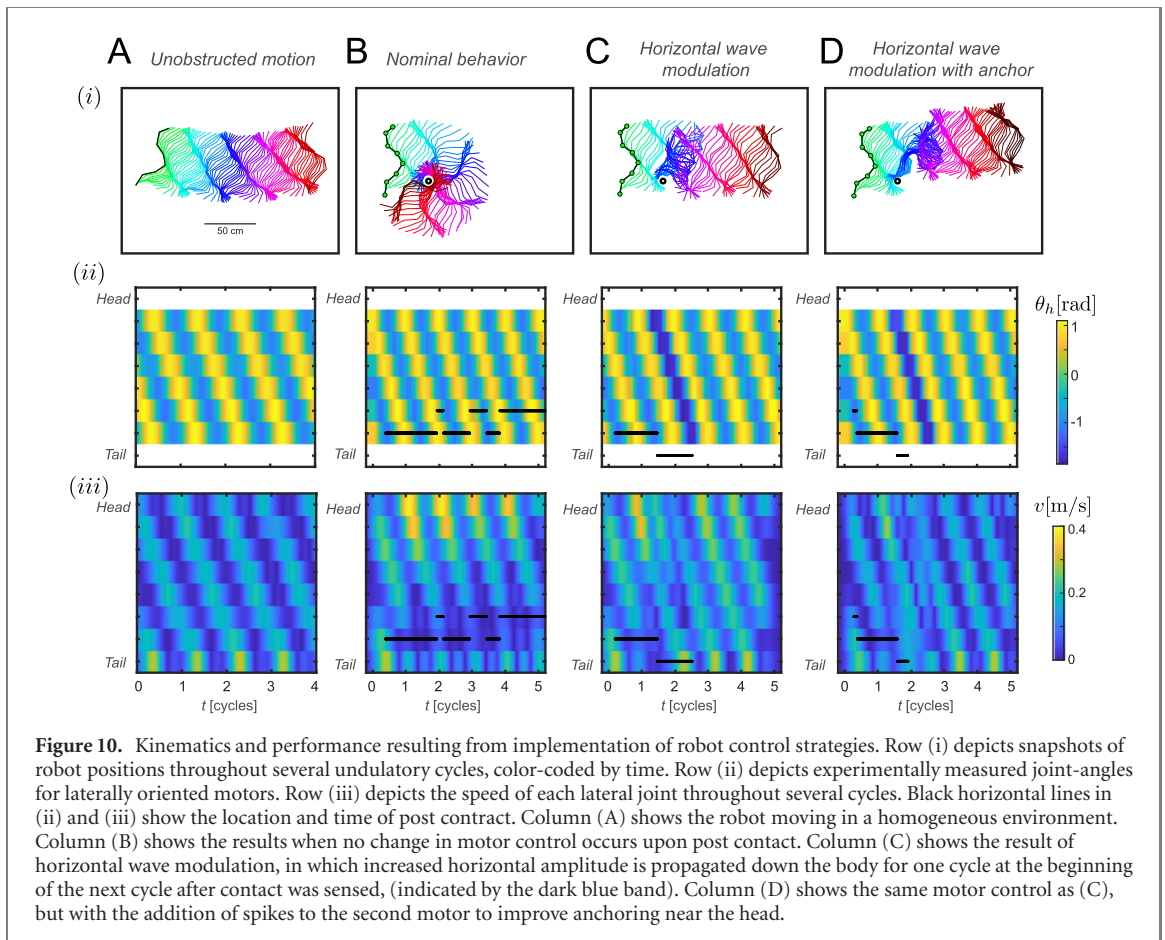 A Unobstructed motion
B Nominal behavior
C Horizontal wave modulation
D Horizontal wave modulation with anchor
(i)
50 cm
(ii)
Head Head Head Head
Tail Tail Tail Tail
θh[rad]
1
0
-1
(iii)
Head Head Head Head
Tail Tail Tail Tail
v[m/s]
0.4
0.2
0
0 1 2 3 4 0 1 2 3 4 5 0 1 2 3 4 5 0 1 2 3 4 5
t [cycles] t [cycles] t [cycles] t [cycles]
Figure 10. Kinematics and performance resulting from implementation of robot control strategies. Row (i) depicts snapshots of
robot positions throughout several undulatory cycles, color-coded by time. Row (ii) depicts experimentally measured joint-angles
for laterally oriented motors. Row (iii) depicts the speed of each lateral joint throughout several cycles. Black horizontal lines in
(ii) and (iii) show the location and time of post contract. Column (A) shows the robot moving in a homogeneous environment.
Column (B) shows the results when no change in motor control occurs upon post contact. Column (C) shows the result of
horizontal wave modulation, in which increased horizontal amplitude is propagated down the body for one cycle at the beginning
of the next cycle after contact was sensed, (indicated by the dark blue band). Column (D) shows the same motor control as (C),
but with the addition of spikes to the second motor to improve anchoring near the head.